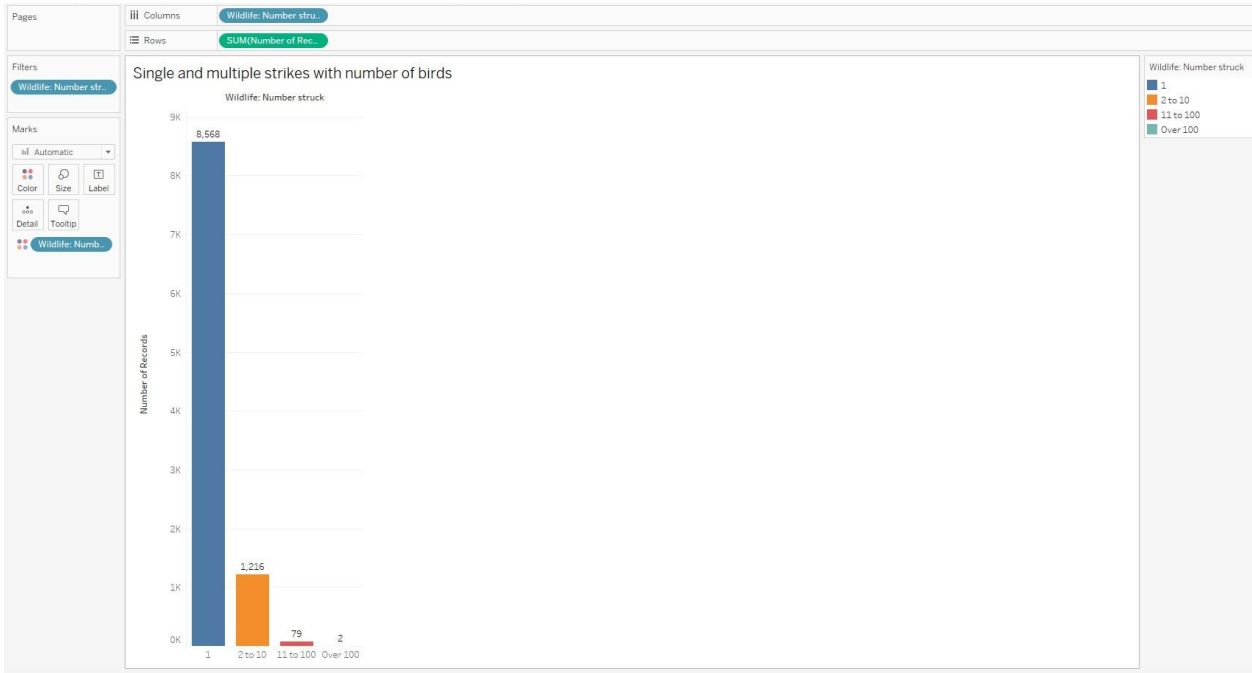 Pages
Columns
Wildlife: Number stru..
Rows
SUM(Number of Rec..
Filters
Wildlife: Number str..
Marks
Automatic
Color
Size
Label
Detail
Tooltip
Wildlife: Numb..
Single and multiple strikes with number of birds
Wildlife: Number struck
9K
8K
7K
6K
5K
4K
3K
2K
1K
0K
Number of Records
8,568
1,216
79
2
1
2 to 10
11 to 100
Over 100
Wildlife: Number struck
1
2 to 10
11 to 100
Over 100